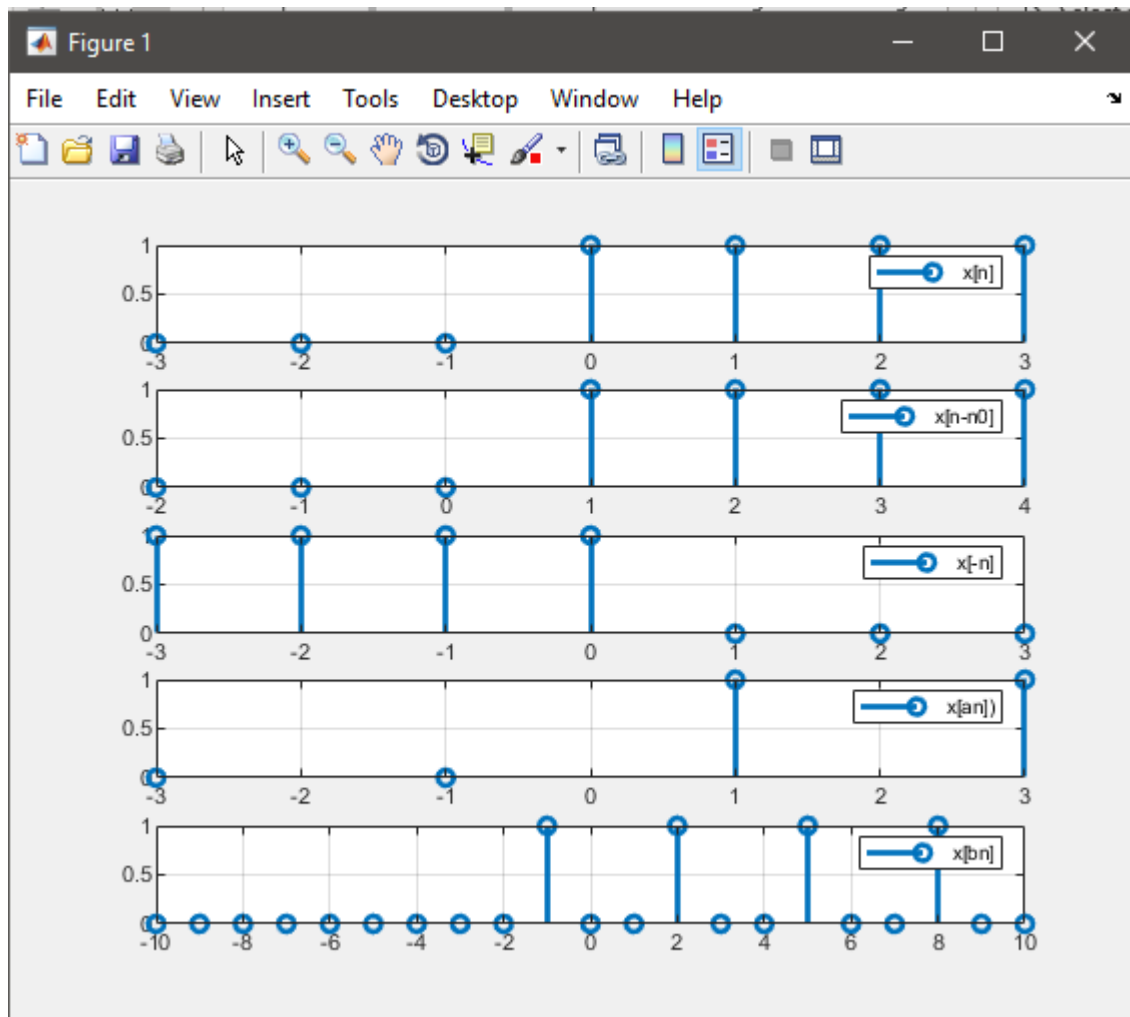 Figure 1
File Edit View Insert Tools Desktop Window Help
1
0.5
0
x[n]
-3 -2 -1 0 1 2 3
1
0.5
0
x[n-n0]
-2 -1 0 1 2 3 4
1
0.5
0
x[-n]
-3 -2 -1 0 1 2 3
1
0.5
0
x[an])
-3 -2 -1 0 1 2 3
1
0.5
0
x[bn]
-10 -8 -6 -4 -2 0 2 4 6 8 10